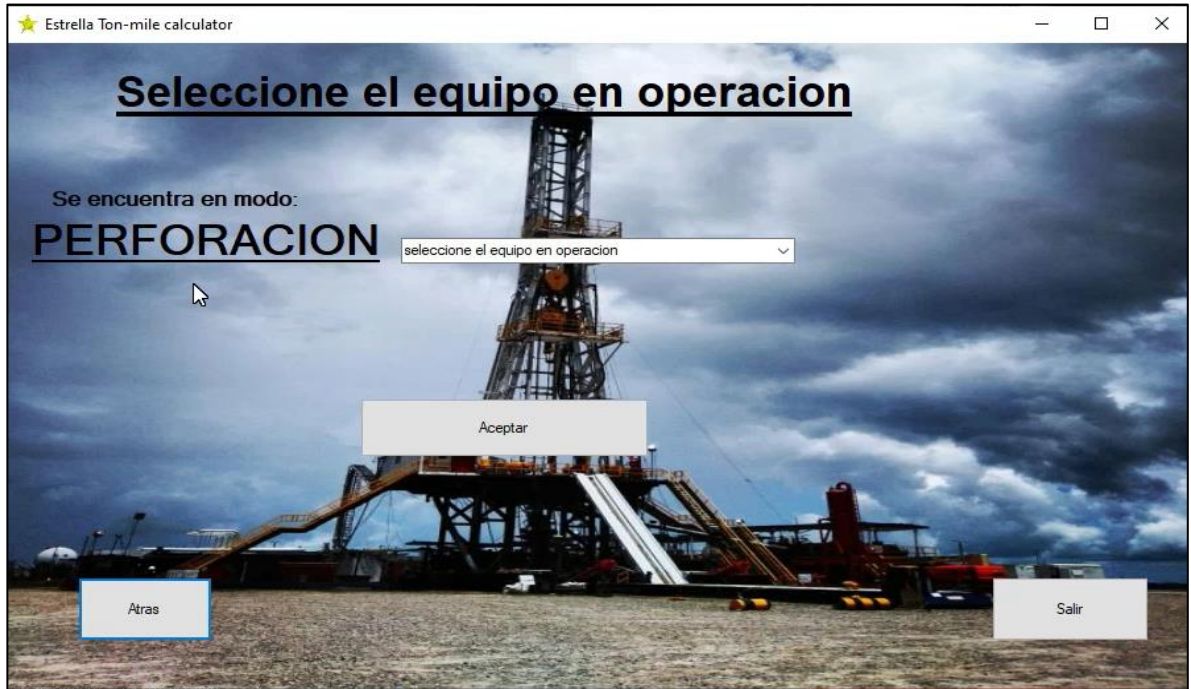 Estrella Ton-mile calculator
Seleccione el equipo en operacion
Se encuentra en modo:
PERFORACION
seleccione el equipo en operacion
Aceptar
Atras
Salir